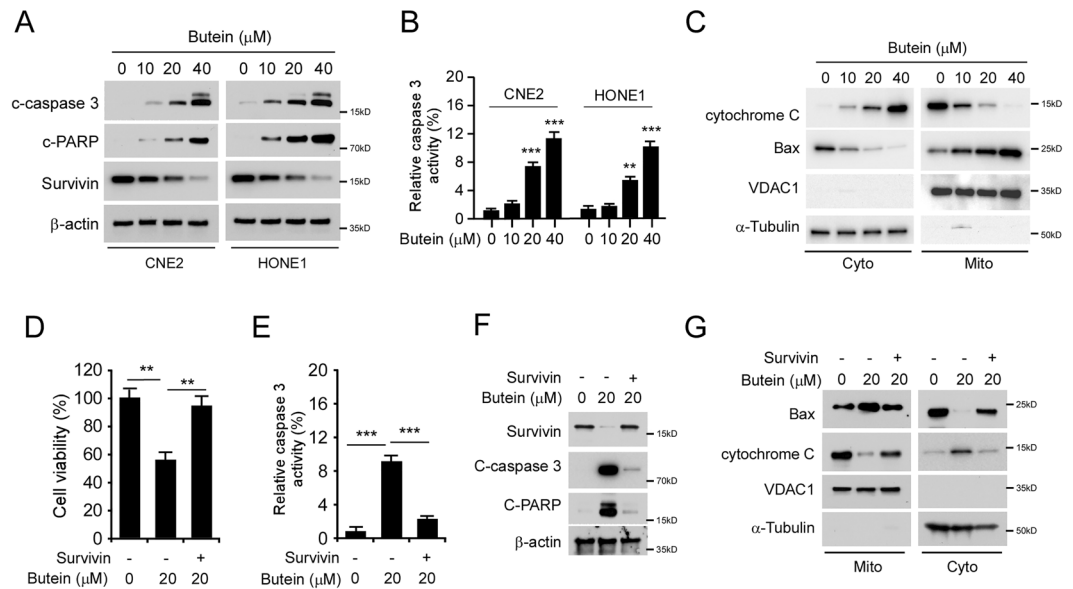 A
Butein (μM)
0 10 20 40 0 10 20 40
c-caspase 3
15kD
c-PARP
70kD
Survivin
15kD
β-actin
35kD
CNE2 HONE1
B
Relative caspase 3
activity (%)
20
16
12
8
4
0
CNE2 HONE1
*** *** ** ***
Butein (μM) 0 10 20 40 0 10 20 40
C
Butein (μM)
0 10 20 40 0 10 20 40
cytochrome C
15kD
Bax
25kD
VDAC1
35kD
α-Tubulin
50kD
Cyto Mito
D
Cell viability (%)
120
100
80
60
40
20
0
** **
Survivin - - +
Butein (μM) 0 20 20
E
Relative caspase 3
activity (%)
20
16
12
8
4
0
*** ***
Survivin - - +
Butein (μM) 0 20 20
F
Survivin - - +
Butein (μM) 0 20 20
Survivin
15kD
C-caspase 3
70kD
C-PARP
15kD
β-actin
35kD
G
Survivin - - + - - +
Butein (μM) 0 20 20 0 20 20
Bax
25kD
cytochrome C
15kD
VDAC1
35kD
α-Tubulin
50kD
Mito Cyto